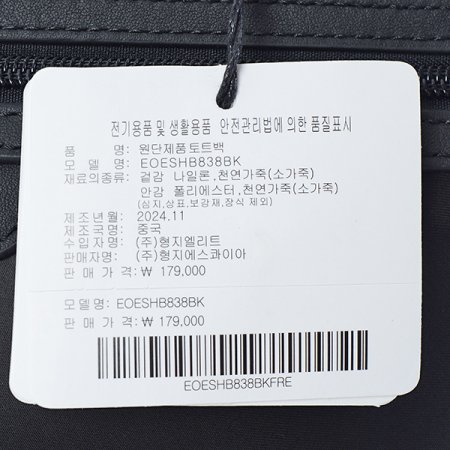 전기용품 및 생활용품 안전관리법에 의한 품질표시
품 명: 원단제품토트백
모 델 명: EOESHB838BK
재료의종류: 겉감 나일론,천연가죽(소가죽)
안감 폴리에스터,천연가죽(소가죽)
(심지,상표,보강재,장식 제외)
제조년월: 2024.11
제조국명: 중국
수입자명: (주)형지엘리트
판매자명: (주)형지에스콰이아
판 매 가 격: ₩ 179,000
모델명: EOESHB838BK
판 매 가 격: ₩ 179,000
EOESHB838BKFRE